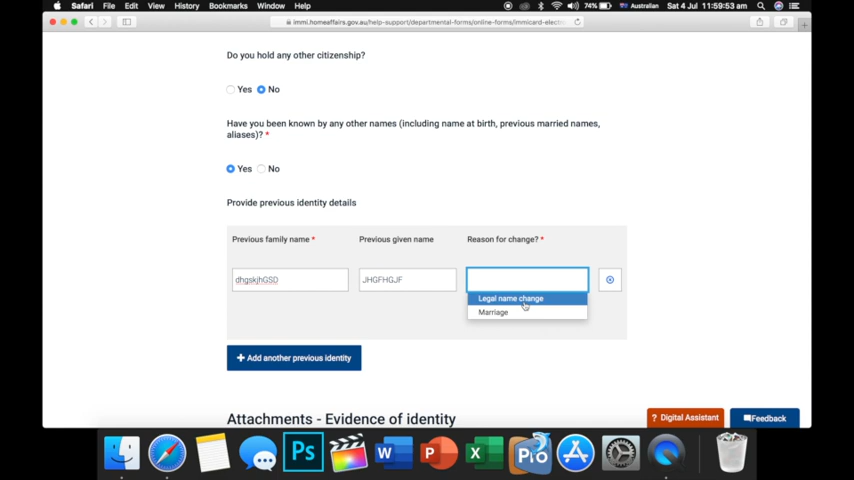 Safari File Edit View History Bookmarks Window Help 74% Australian Sat 4 Jul 11:59:53 am
immi.homeaffairs.gov.au/help-support/departmental-forms/online-forms/immicard-electr
Do you hold any other citizenship?
Yes No
Have you been known by any other names (including name at birth, previous married names,
aliases)? *
Yes No
Provide previous identity details
Previous family name * Previous given name Reason for change? *
dhgskjhGSD JHGFHGJF
Legal name change
Marriage
+ Add another previous identity
Attachments - Evidence of identity
? Digital Assistant Feedback
Ps W P X Pro